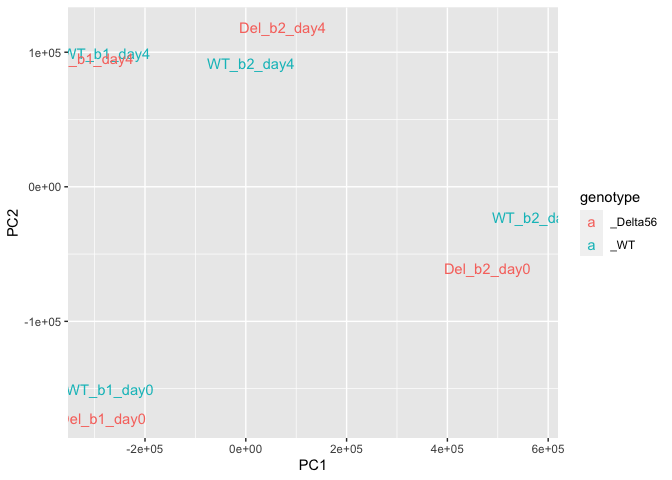 Del_b2_day4
1e+05
WT_b1_day4
_b1_day4
WT_b2_day4
0e+00
genotype
a _Delta56
a _WT
PC2
WT_b2_da
Del_b2_day0
-1e+05
WT_b1_day0
Del_b1_day0
-2e+05 0e+00 2e+05 4e+05 6e+05
PC1